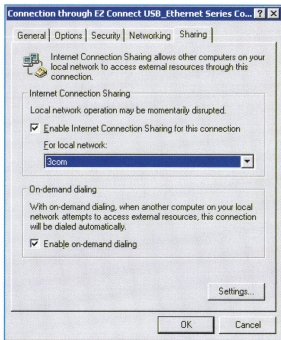 Connection through EZ Connect USB_Ethernet Series Co...
General Options Security Networking Sharing
Internet Connection Sharing allows other computers on your
local network to access external resources through this
connection.
Internet Connection Sharing
Local network operation may be momentarily disrupted.
Enable Internet Connection Sharing for this connection
For local network:
3com
On-demand dialing
With on-demand dialing, when another computer on your local
network attempts to access external resources, this connection
will be dialed automatically.
Enable on-demand dialing
Settings...
OK Cancel